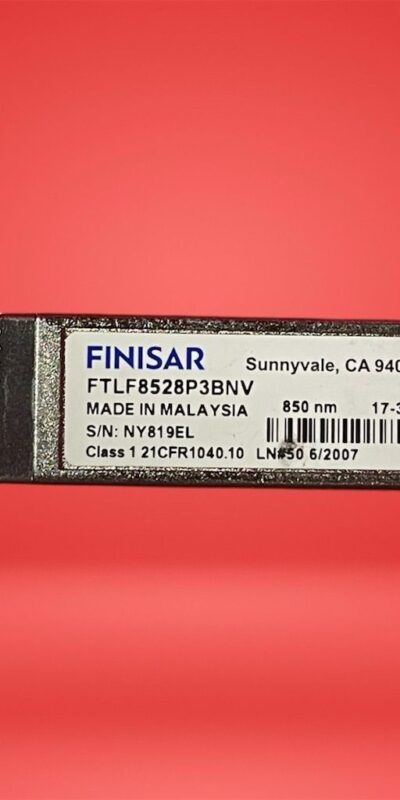 FINISAR Sunnyvale, CA 940
FTLF8528P3BNV
MADE IN MALAYSIA 850 nm 17-3
S/N: NY819EL
Class 1 21CFR1040.10 LN#50 6/2007